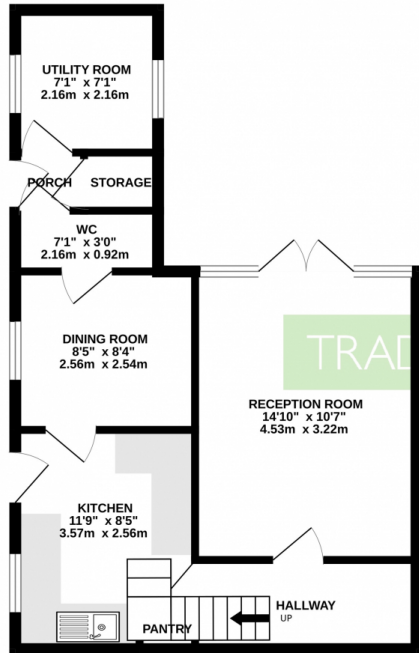 UTILITY ROOM
7'1" x 7'1"
2.16m x 2.16m
PORCH
STORAGE
WC
7'1" x 3'0"
2.16m x 0.92m
DINING ROOM
8'5" x 8'4"
2.56m x 2.54m
TRAD
RECEPTION ROOM
14'10" x 10'7"
4.53m x 3.22m
KITCHEN
11'9" x 8'5"
3.57m x 2.56m
HALLWAY
UP
PANTRY